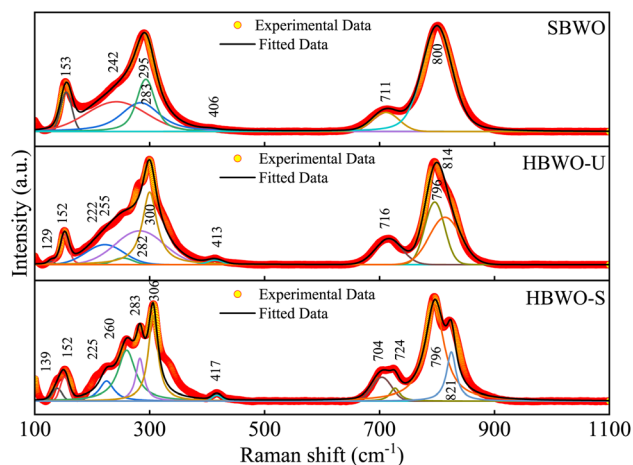 Experimental Data
Fitted Data
SBWO
153
242
295
283
406
711
800
Experimental Data
Fitted Data
HBWO-U
129
152
222
255
282
300
413
716
796
814
Experimental Data
Fitted Data
HBWO-S
139
152
225
260
283
306
417
704
724
796
821
Intensity (a.u.)
100 300 500 700 900 1100
Raman shift (cm⁻¹)